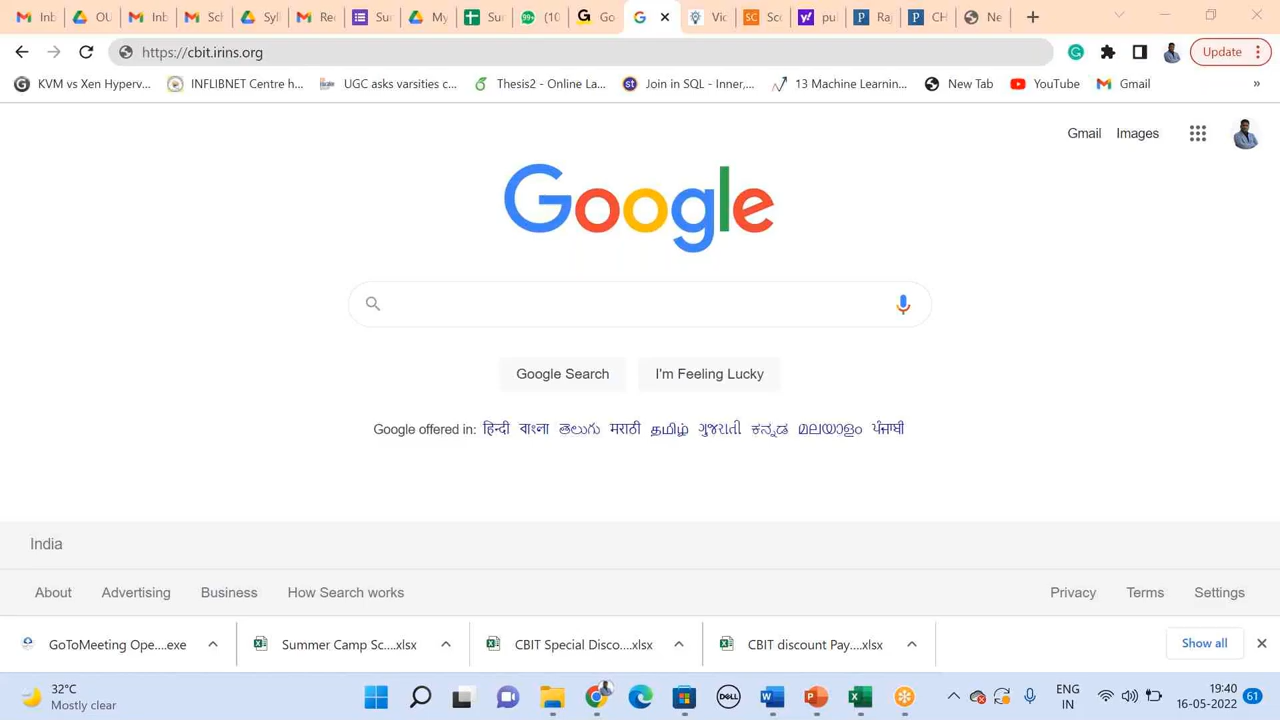 Inb OU Inb Scl Syl Rec Su My Su (10 Go Vic Sco pu Raj CH Ne
https://cbit.irins.org
Update
KVM vs Xen Hyperv... INFLIBNET Centre h... UGC asks varsities c... Thesis2 - Online La... Join in SQL - Inner,... 13 Machine Learnin... New Tab YouTube Gmail »
Gmail Images
Google
Google Search I'm Feeling Lucky
Google offered in: हिन्दी বাংলা తెలుగు मराठी தமிழ் ગુજરાતી ಕನ್ನಡ മലയാളം ਪੰਜਾਬੀ
India
About Advertising Business How Search works Privacy Terms Settings
GoToMeeting Ope....exe Summer Camp Sc....xlsx CBIT Special Disco....xlsx CBIT discount Pay....xlsx Show all
32°C
Mostly clear
DELL
ENG
IN
19:40
16-05-2022
61